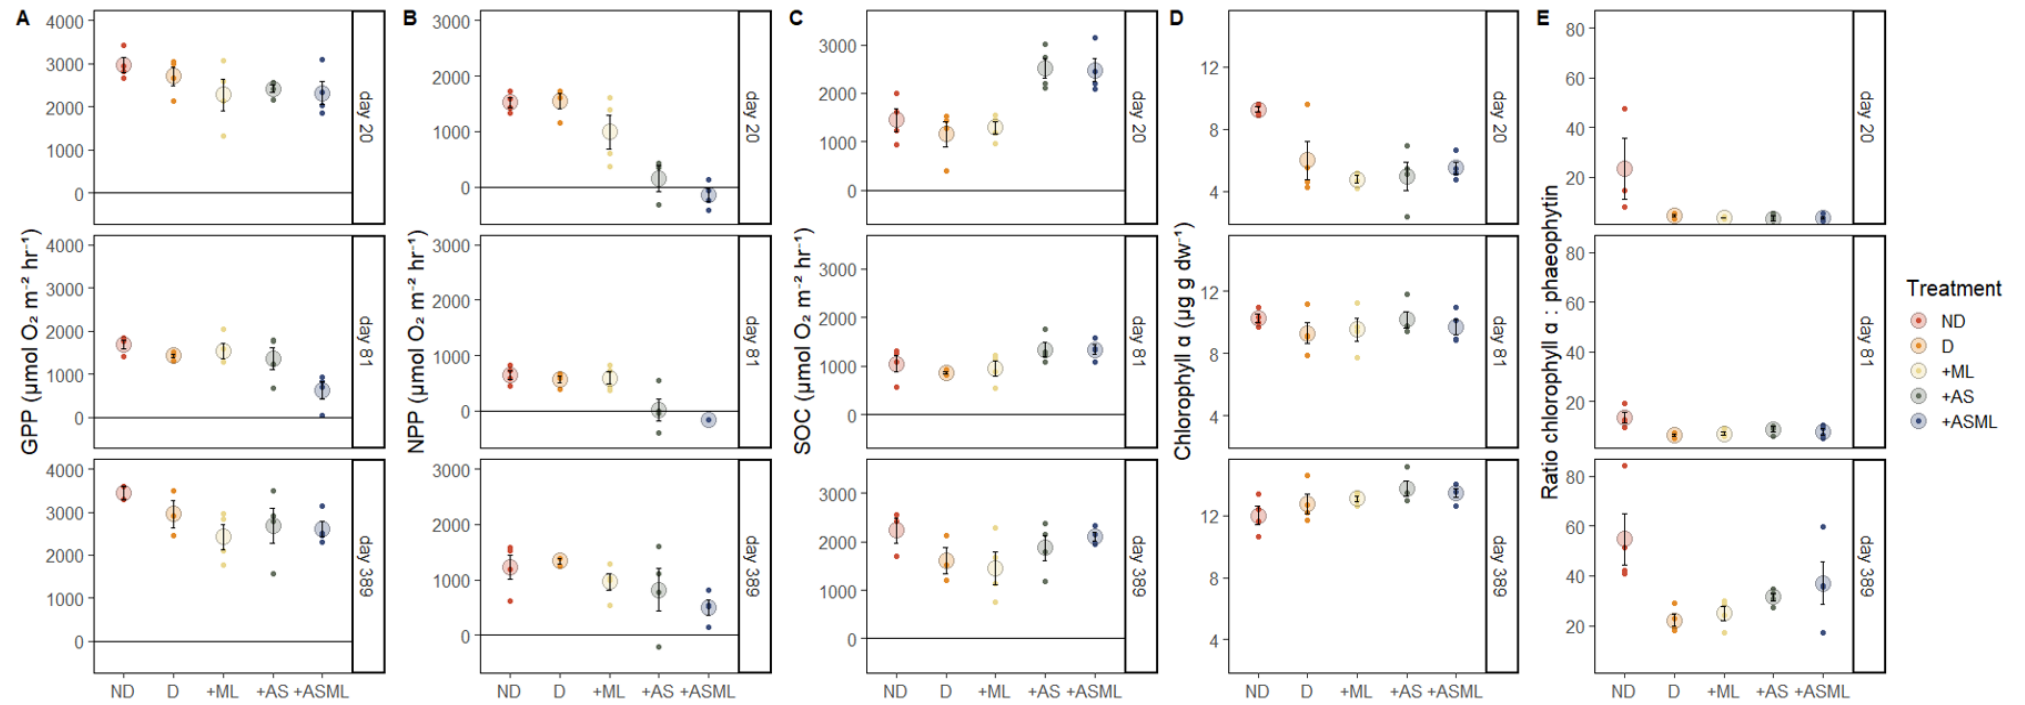 A
B
C
D
E
GPP (µmol O₂ m⁻² hr⁻¹)
4000
3000
2000
1000
0
day 20
4000
3000
2000
1000
0
day 81
4000
3000
2000
1000
0
day 389
ND D +ML +AS +ASML
NPP (µmol O₂ m⁻² hr⁻¹)
3000
2000
1000
0
day 20
3000
2000
1000
0
day 81
3000
2000
1000
0
day 389
ND D +ML +AS +ASML
SOC (µmol O₂ m⁻² hr⁻¹)
3000
2000
1000
0
day 20
3000
2000
1000
0
day 81
3000
2000
1000
0
day 389
ND D +ML +AS +ASML
Chlorophyll α (µg g dw⁻¹)
12
8
4
day 20
12
8
4
day 81
12
8
4
day 389
ND D +ML +AS +ASML
Ratio chlorophyll α : phaeophytin
80
60
40
20
day 20
80
60
40
20
day 81
80
60
40
20
day 389
ND D +ML +AS +ASML
Treatment
ND
D
+ML
+AS
+ASML